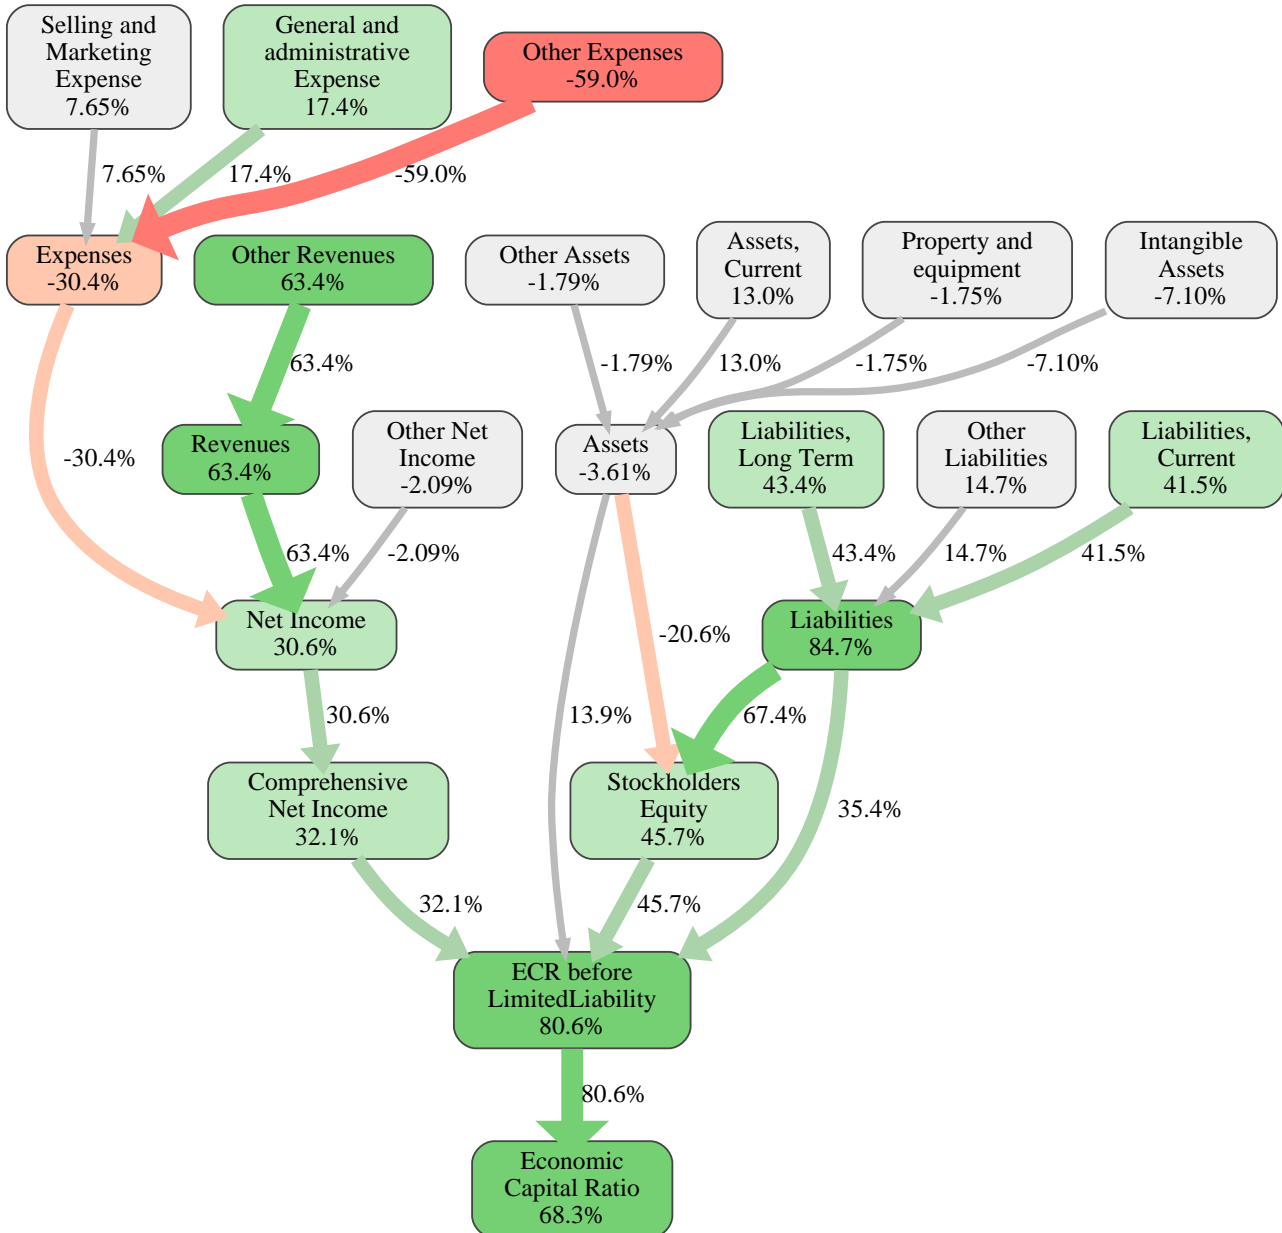 Selling and
Marketing
Expense
7.65%
General and
administrative
Expense
17.4%
Other Expenses
-59.0%
7.65%
17.4%
-59.0%
Expenses
-30.4%
Other Revenues
63.4%
Other Assets
-1.79%
Assets,
Current
13.0%
Property and
equipment
-1.75%
Intangible
Assets
-7.10%
63.4%
-1.79%
13.0%
-1.75%
-7.10%
-30.4%
Revenues
63.4%
Other Net
Income
-2.09%
Assets
-3.61%
Liabilities,
Long Term
43.4%
Other
Liabilities
14.7%
Liabilities,
Current
41.5%
63.4%
-2.09%
43.4%
14.7%
41.5%
Net Income
30.6%
-20.6%
Liabilities
84.7%
30.6%
13.9%
67.4%
Comprehensive
Net Income
32.1%
Stockholders
Equity
45.7%
35.4%
32.1%
45.7%
ECR before
LimitedLiability
80.6%
80.6%
Economic
Capital Ratio
68.3%